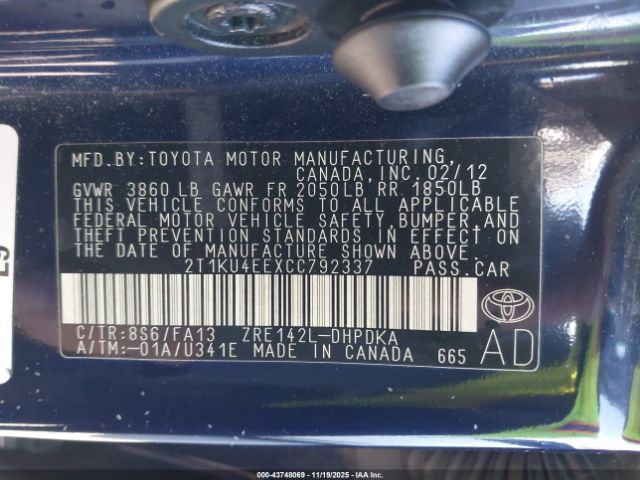 MFD. BY: TOYOTA MOTOR MANUFACTURING,
CANADA, INC. 02/12
GVWR 3860 LB GAWR FR 2050LB RR 1850LB
THIS VEHICLE CONFORMS TO ALL APPLICABLE
FEDERAL MOTOR VEHICLE SAFETY, BUMPER, AND
THEFT PREVENTION STANDARDS IN EFFECT ON
THE DATE OF MANUFACTURE SHOWN ABOVE.
2T1KU4EEXCC792337 PASS. CAR
C/TR: 8S6/FA13 ZRE142L-DHPDKA
A/TM: -01A/U341E MADE IN CANADA 665
AD
00-43748069 - 11/19/2025 - IAAI.COM